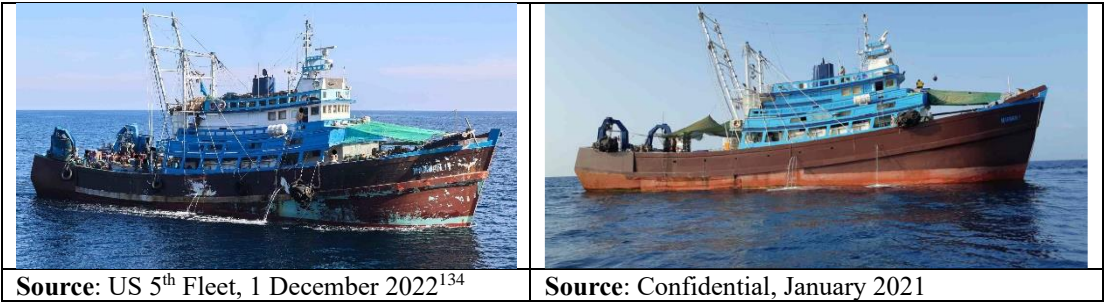 Source: US 5th Fleet, 1 December 2022134
Source: Confidential, January 2021